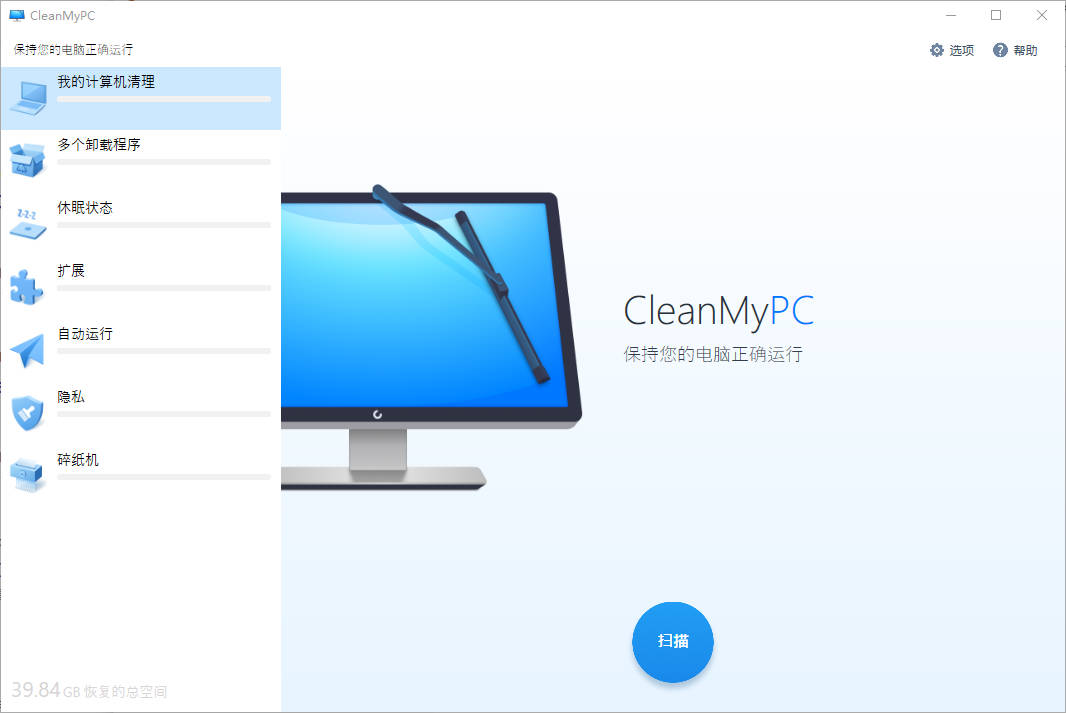 CleanMyPC
保持您的电脑正确运行
选项
帮助
我的计算机清理
多个卸载程序
休眠状态
扩展
自动运行
隐私
碎纸机
CleanMyPC
保持您的电脑正确运行
扫描
39.84 GB 恢复的总空间